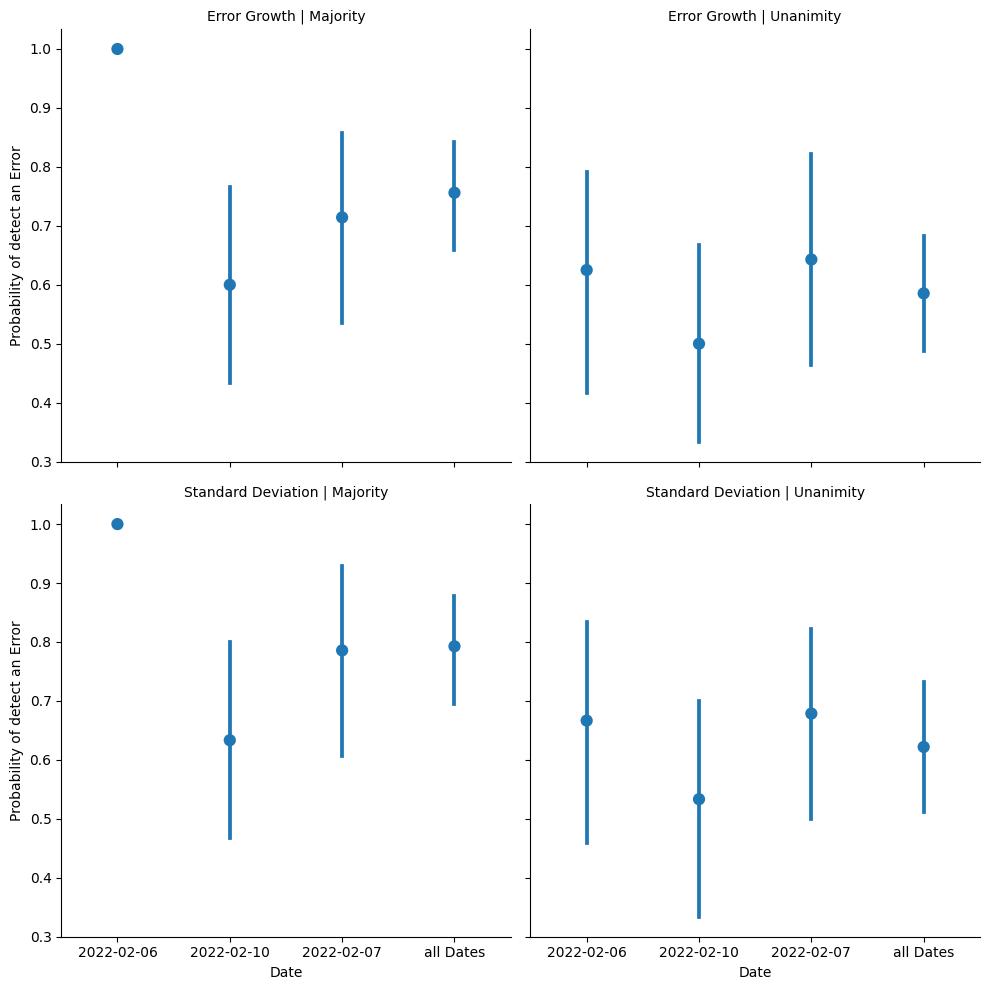 Error Growth | Majority
Error Growth | Unanimity
Probability of detect an Error
1.0
0.9
0.8
0.7
0.6
0.5
0.4
0.3
Standard Deviation | Majority
Standard Deviation | Unanimity
Probability of detect an Error
1.0
0.9
0.8
0.7
0.6
0.5
0.4
0.3
2022-02-06 2022-02-10 2022-02-07 all Dates
Date
2022-02-06 2022-02-10 2022-02-07 all Dates
Date